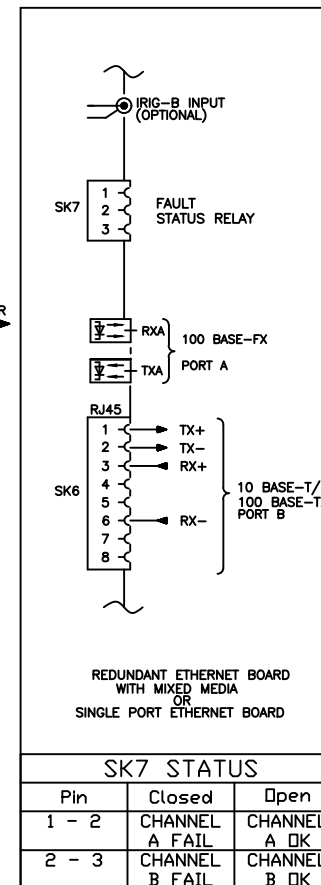 IRIG-B INPUT
(OPTIONAL)
SK7
1
2
3
FAULT
STATUS RELAY
R
RXA
TXA
100 BASE-FX
PORT A
RJ45
SK6
1
2
3
4
5
6
7
8
TX+
TX-
RX+
RX-
10 BASE-T/
100 BASE-T
PORT B
REDUNDANT ETHERNET BOARD
WITH MIXED MEDIA
OR
SINGLE PORT ETHERNET BOARD
SK7 STATUS
Pin Closed Open
1 - 2 CHANNEL A FAIL CHANNEL A OK
2 - 3 CHANNEL B FAIL CHANNEL B OK